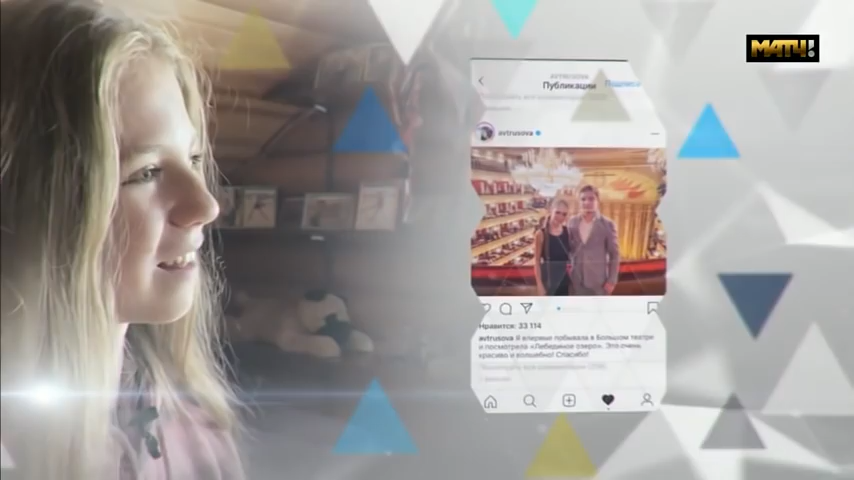 МАТЧ!
AVTRUSOVA
Публикации
avtrusova
Нравится: 33 114
avtrusova Я впервые побывала в Большом театре
и посмотрела «Лебединое озеро». Это очень
красиво и волшебно! Спасибо!